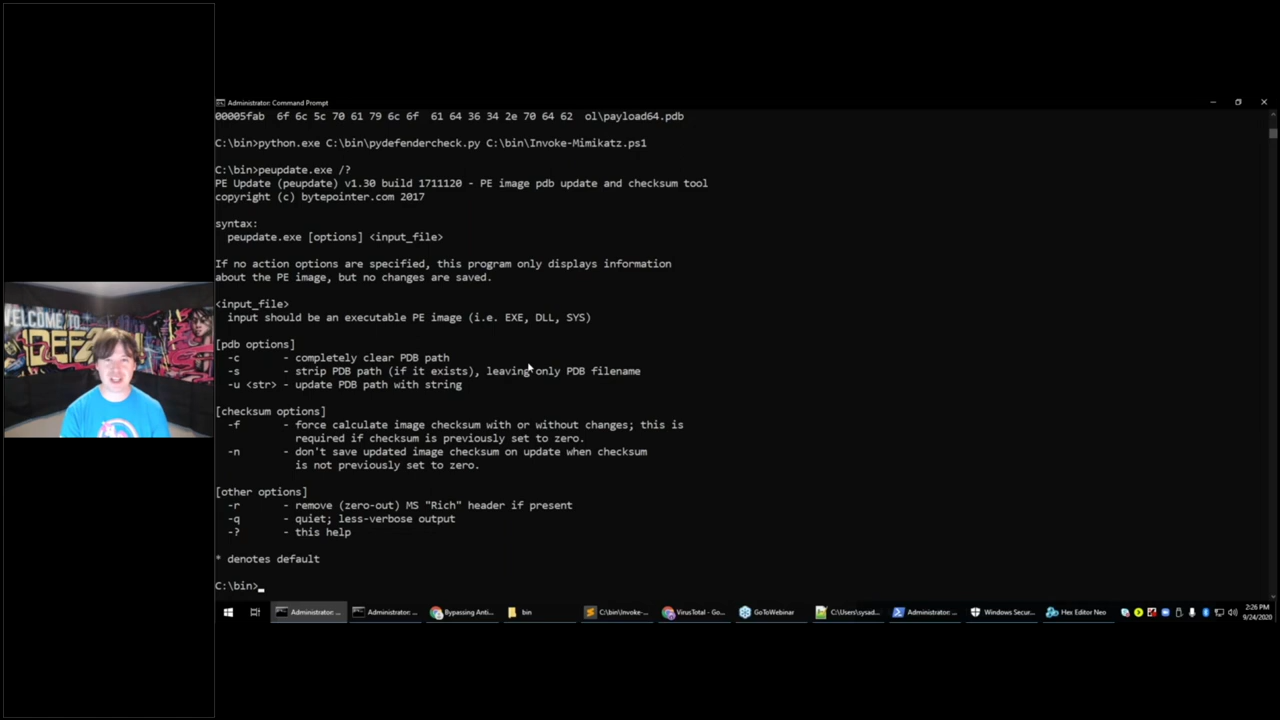 Administrator: Command Prompt
00005fab  6f 6c 5c 70 61 79 6c 6f  61 64 36 34 2e 70 64 62  ol\payload64.pdb
C:\bin>python.exe C:\bin\pydefendercheck.py C:\bin\Invoke-Mimikatz.ps1
C:\bin>peupdate.exe /?
PE Update (peupdate) v1.30 build 1711120 - PE image pdb update and checksum tool
copyright (c) bytepointer.com 2017
syntax:
peupdate.exe [options] <input_file>
If no action options are specified, this program only displays information
about the PE image, but no changes are saved.
<input_file>
input should be an executable PE image (i.e. EXE, DLL, SYS)
[pdb options]
-c - completely clear PDB path
-s - strip PDB path (if it exists), leaving only PDB filename
-u <str> - update PDB path with string
[checksum options]
-f - force calculate image checksum with or without changes; this is
required if checksum is previously set to zero.
-n - don't save updated image checksum on update when checksum
is not previously set to zero.
[other options]
-r - remove (zero-out) MS "Rich" header if present
-q - quiet; less-verbose output
-? - this help
* denotes default
C:\bin>_
WELCOME TO
DEF
Administrator: ... Administrator: ... Bypassing Anti... bin C:\bin\Invoke-... VirusTotal - Go... GoToWebinar C:\Users\sysad... Administrator: ... Windows Secur... Hex Editor Neo
2:26 PM
9/24/2020